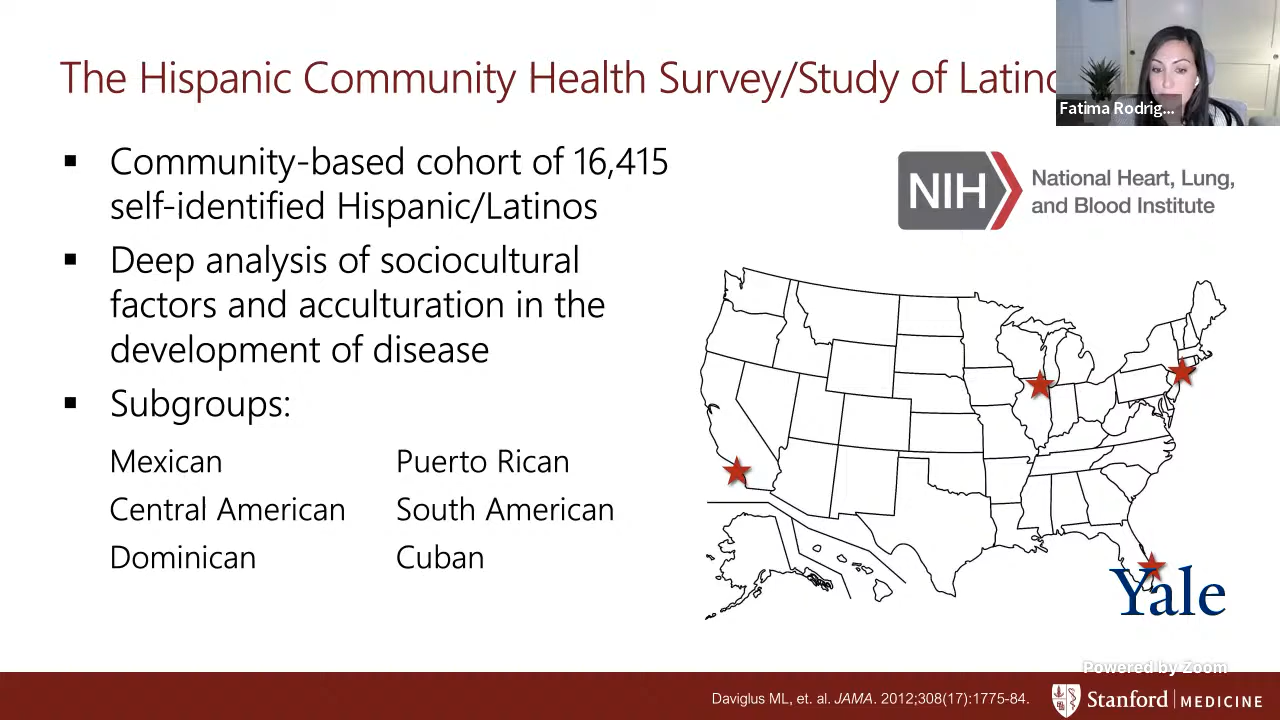 The Hispanic Community Health Survey/Study of Latino
Fatima Rodrig...
▪ Community-based cohort of 16,415
self-identified Hispanic/Latinos
▪ Deep analysis of sociocultural
factors and acculturation in the
development of disease
▪ Subgroups:
Mexican Puerto Rican
Central American South American
Dominican Cuban
NIH National Heart, Lung,
and Blood Institute
Yale
Powered by Zoom
Daviglus ML, et. al. JAMA. 2012;308(17):1775-84.
Stanford MEDICINE